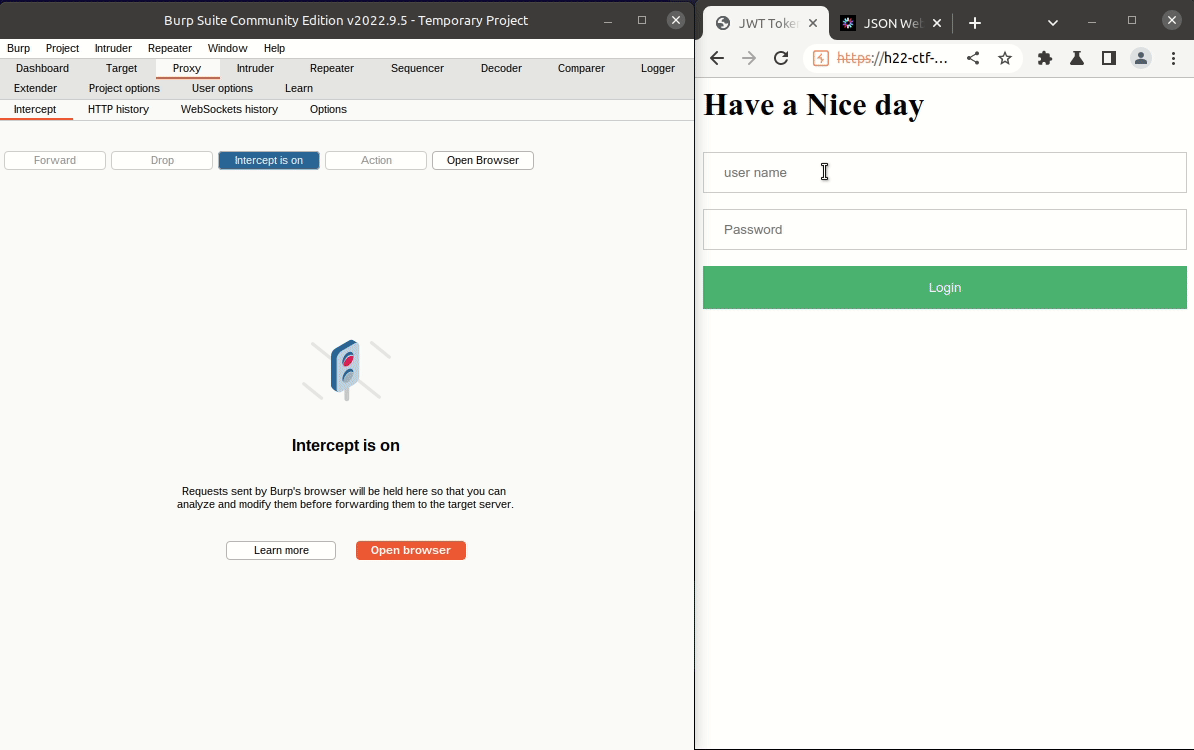 Burp Suite Community Edition v2022.9.5 - Temporary Project
Burp Project Intruder Repeater Window Help
Dashboard Target Proxy Intruder Repeater Sequencer Decoder Comparer Logger
Extender Project options User options Learn
Intercept HTTP history WebSockets history Options
Forward Drop Intercept is on Action Open Browser
Intercept is on
Requests sent by Burp's browser will be held here so that you can
analyze and modify them before forwarding them to the target server.
Learn more Open browser
JWT Toke JSON We
https://h22-ctf-...
Have a Nice day
user name
Password
Login